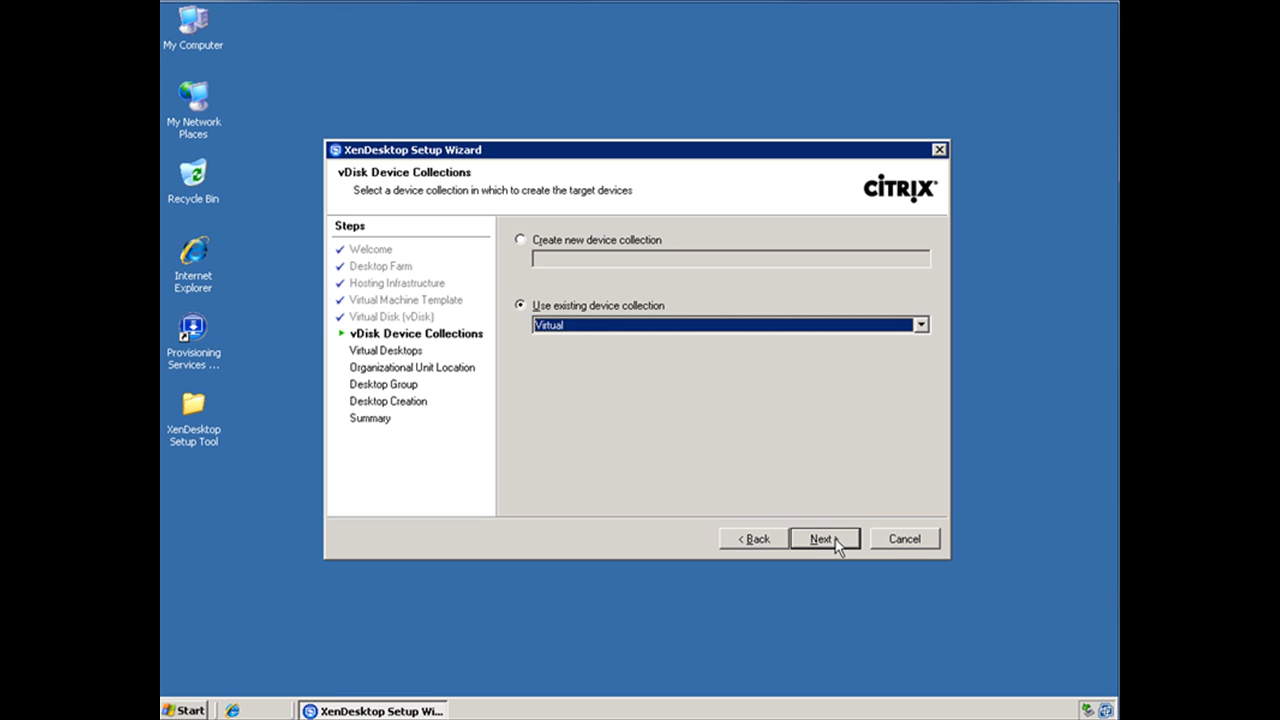 My Computer
My Network
Places
Recycle Bin
Internet
Explorer
Provisioning
Services ...
XenDesktop
Setup Tool
XenDesktop Setup Wizard
vDisk Device Collections
Select a device collection in which to create the target devices
CITRIX
Steps
Welcome
Desktop Farm
Hosting Infrastructure
Virtual Machine Template
Virtual Disk (vDisk)
vDisk Device Collections
Virtual Desktops
Organizational Unit Location
Desktop Group
Desktop Creation
Summary
Create new device collection
Use existing device collection
Virtual
< Back
Next
Cancel
Start
XenDesktop Setup Wi...